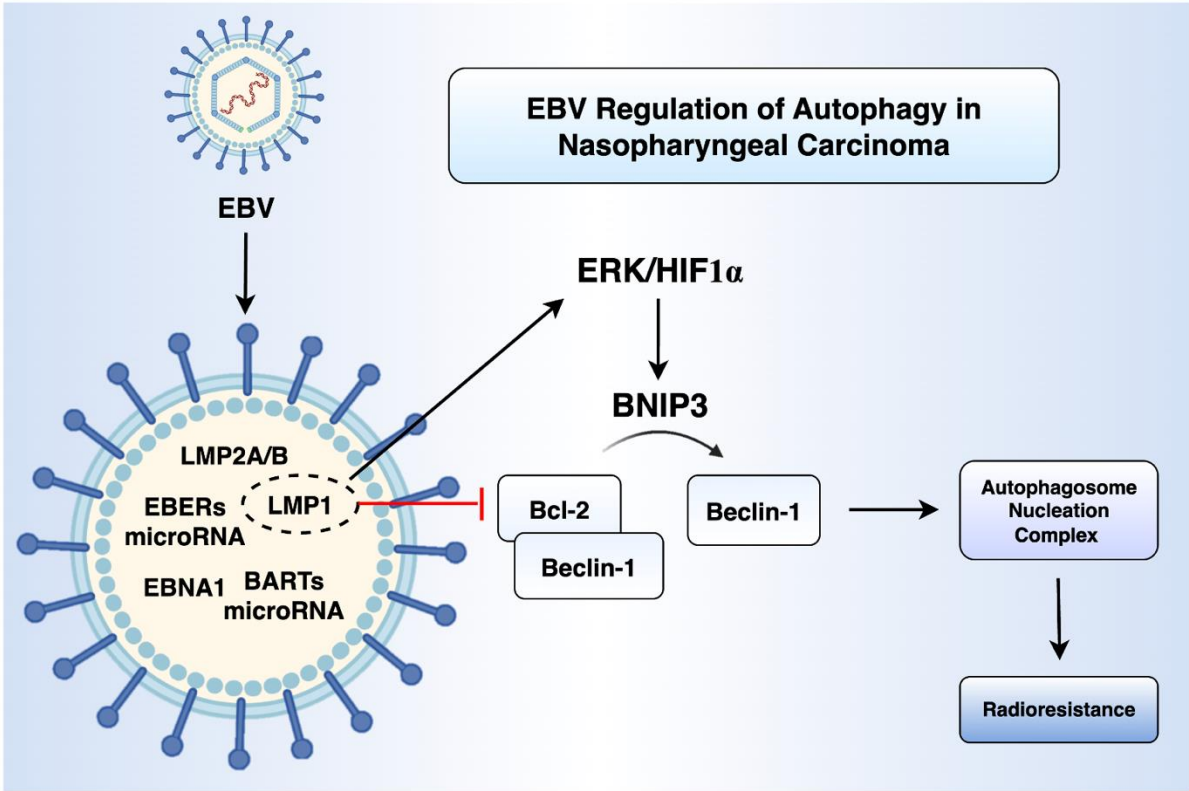 EBV Regulation of Autophagy in
Nasopharyngeal Carcinoma
EBV
ERK/HIF1α
BNIP3
LMP2A/B
EBERs
microRNA
LMP1
EBNA1
BARTs
microRNA
Bcl-2
Beclin-1
Beclin-1
Autophagosome
Nucleation
Complex
Radioresistance